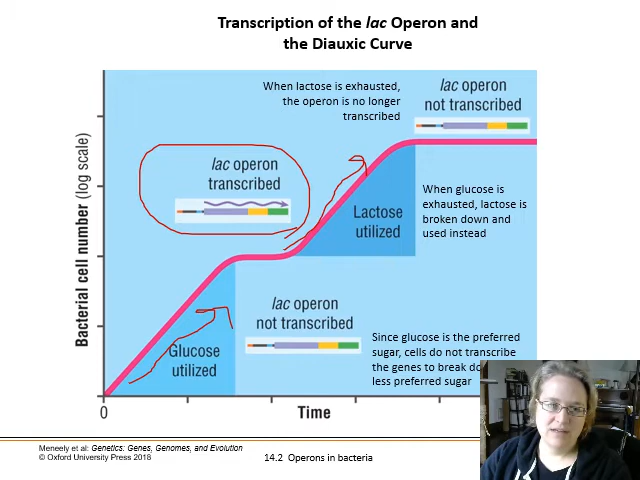 Transcription of the lac Operon and
the Diauxic Curve
When lactose is exhausted,
the operon is no longer
transcribed
lac operon
not transcribed
lac operon
transcribed
Lactose
utilized
When glucose is
exhausted, lactose is
broken down and
used instead
Bacterial cell number (log scale)
lac operon
not transcribed
Glucose
utilized
Since glucose is the preferred
sugar, cells do not transcribe
the genes to break do
less preferred sugar
0
Time
Meneely et al: Genetics: Genes, Genomes, and Evolution
© Oxford University Press 2018
14.2 Operons in bacteria